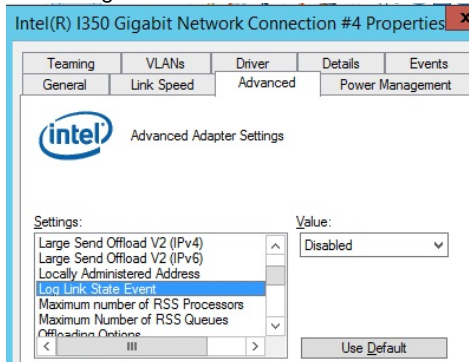 Intel(R) I350 Gigabit Network Connection #4 Properties x
Teaming VLANs Driver Details Events
General Link Speed Advanced Power Management
intel Advanced Adapter Settings
Settings: Value:
Large Send Offload V2 (IPv4) Disabled
Large Send Offload V2 (IPv6)
Locally Administered Address
Log Link State Event
Maximum number of RSS Processors
Maximum Number of RSS Queues
Offloading Options
Use Default